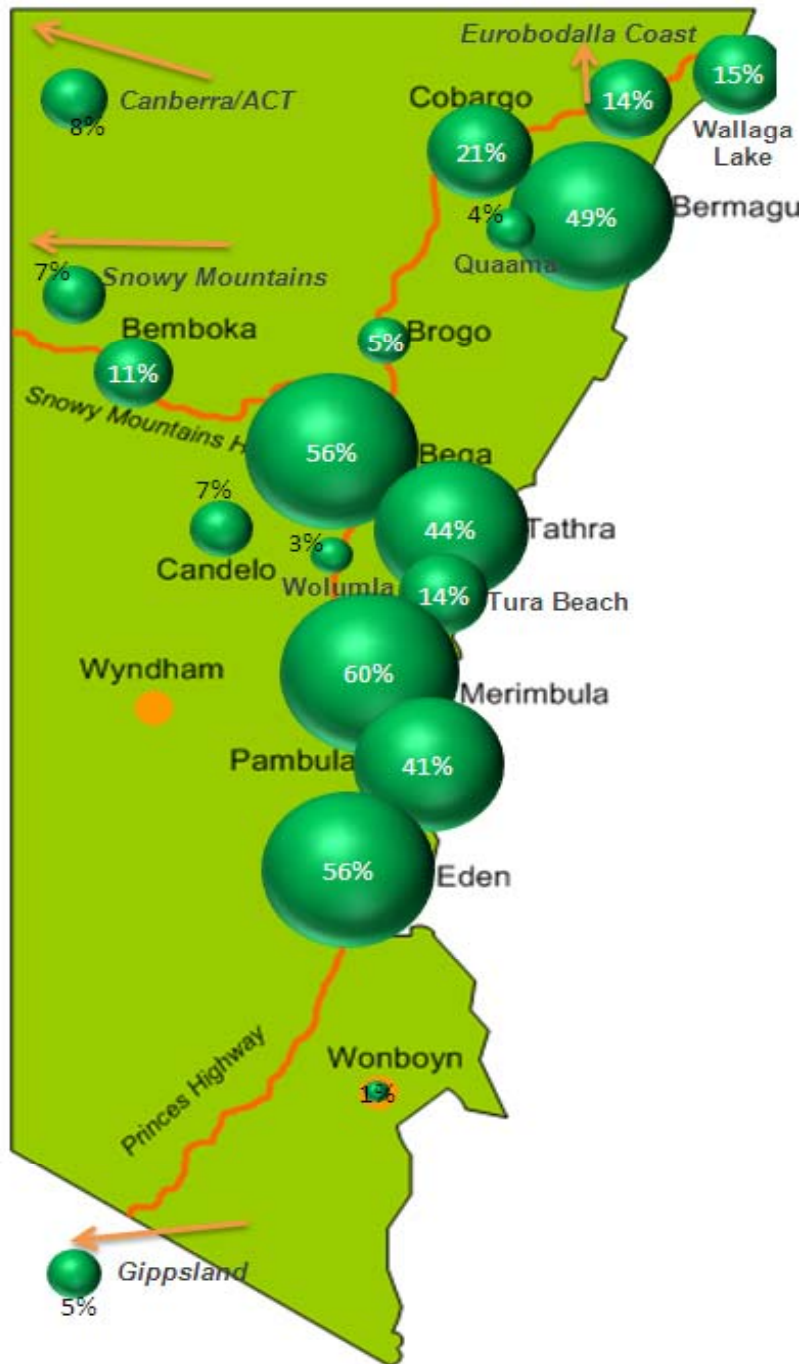 Eurobodalla Coast
Canberra/ACT
8%
Cobargo
14%
15%
Wallaga
Lake
21%
4%
49%
Bermagu
Quaama
7%
Snowy Mountains
Bemboka
11%
5%
Brogo
Snowy Mountains H
56%
Bega
7%
Candelo
44%
Tathra
3%
Wolumla
14%
Tura Beach
Wyndham
60%
Merimbula
Pambula
41%
56%
Eden
Princes Highway
Wonboyn
1%
Gippsland
5%